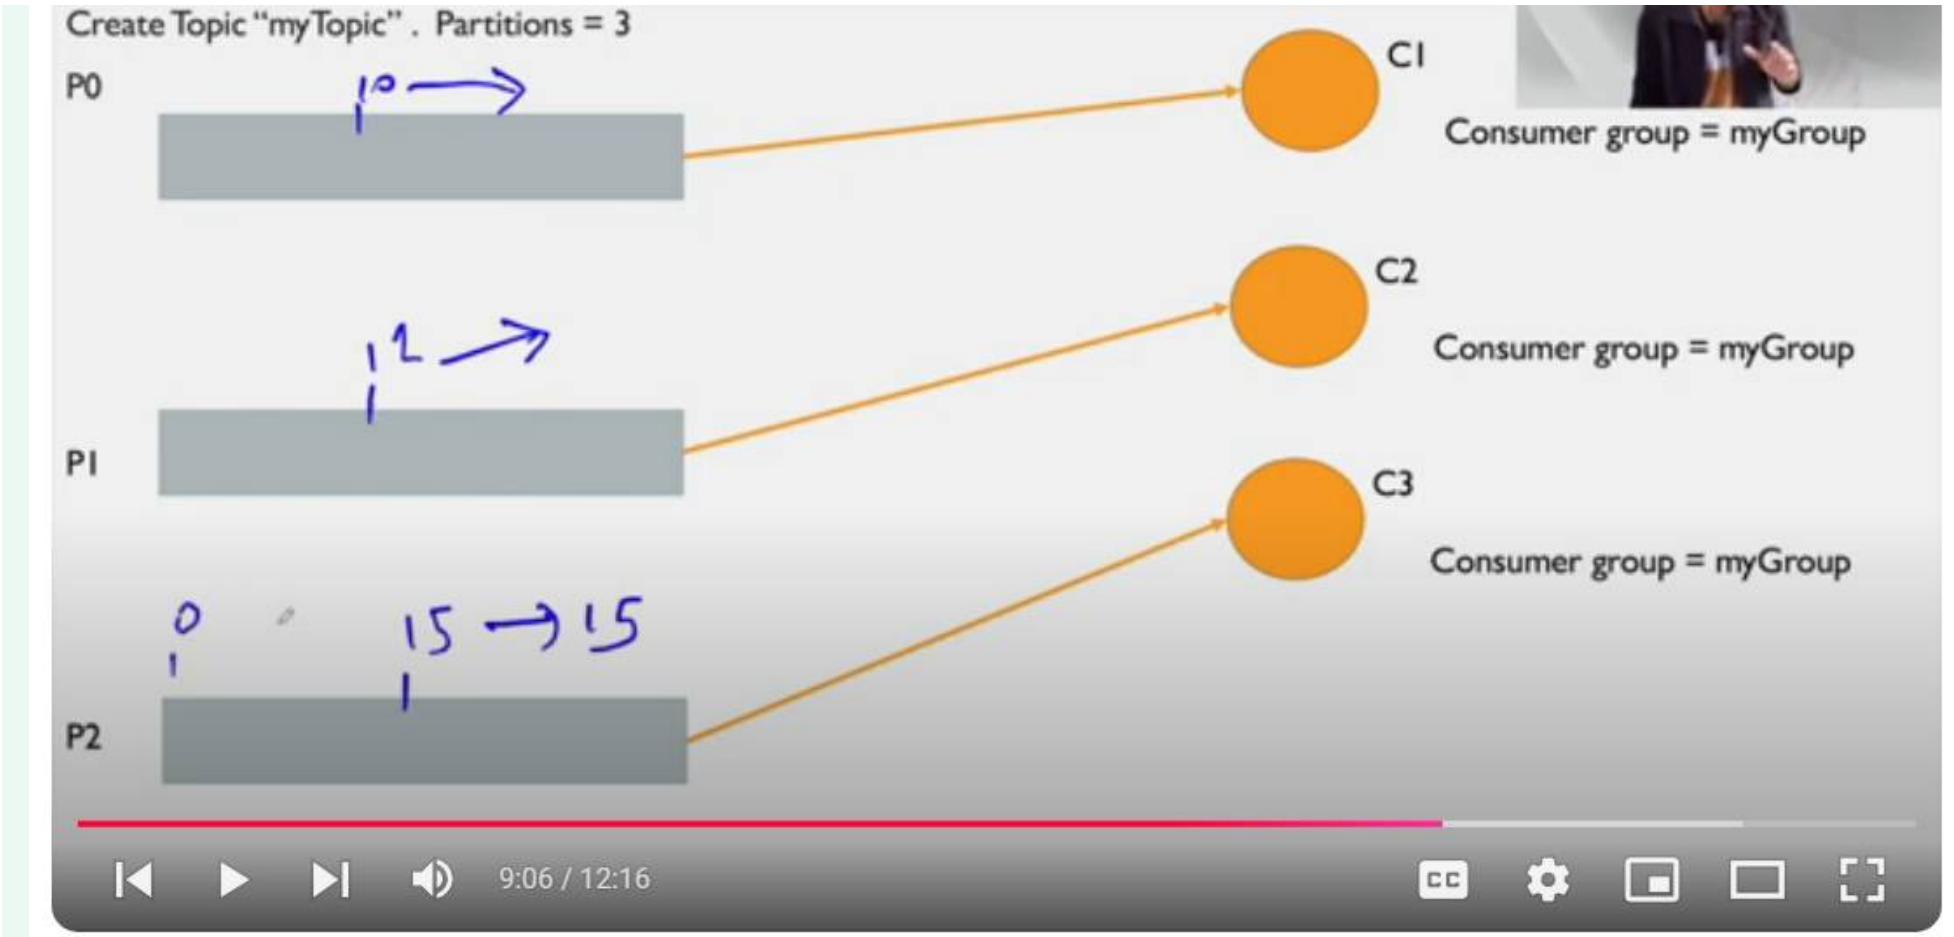 Create Topic “myTopic” . Partitions = 3
P0
10
C1
Consumer group = myGroup
C2
12
Consumer group = myGroup
P1
C3
Consumer group = myGroup
0
15 → 15
P2
9:06 / 12:16
CC